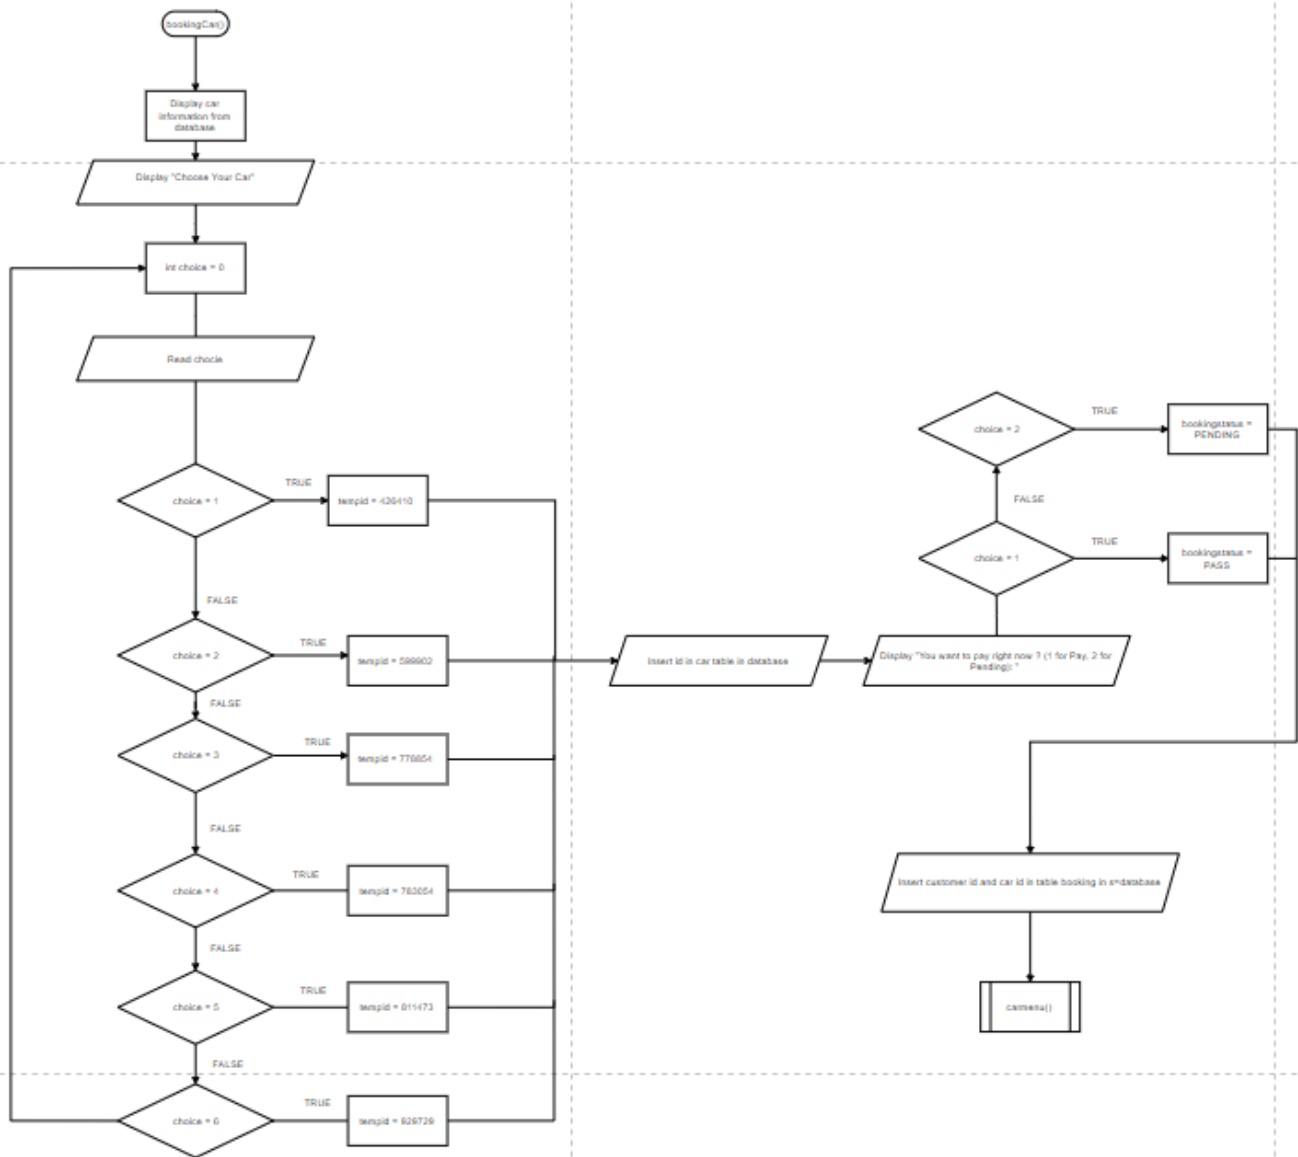 bookingCar()
Display car
information from
database
Display "Choose Your Car"
int choice = 0
Read chocie
choice = 1
TRUE
tempid = 426410
FALSE
choice = 2
TRUE
tempid = 599902
FALSE
choice = 3
TRUE
tempid =
FALSE
choice = 4
TRUE
tempid = 783054
FALSE
choice = 5
TRUE
tempid = 811473
FALSE
choice = 6
TRUE
tempid = 929729
Insert id in car table in database
Display "You want to pay right now ? (1 for Pay, 2 for
Pending): "
choice = 1
TRUE
bookingstatus =
PASS
FALSE
choice = 2
TRUE
bookingstatus =
PENDING
Insert customer id and car id in table booking in s=database
carmenu()